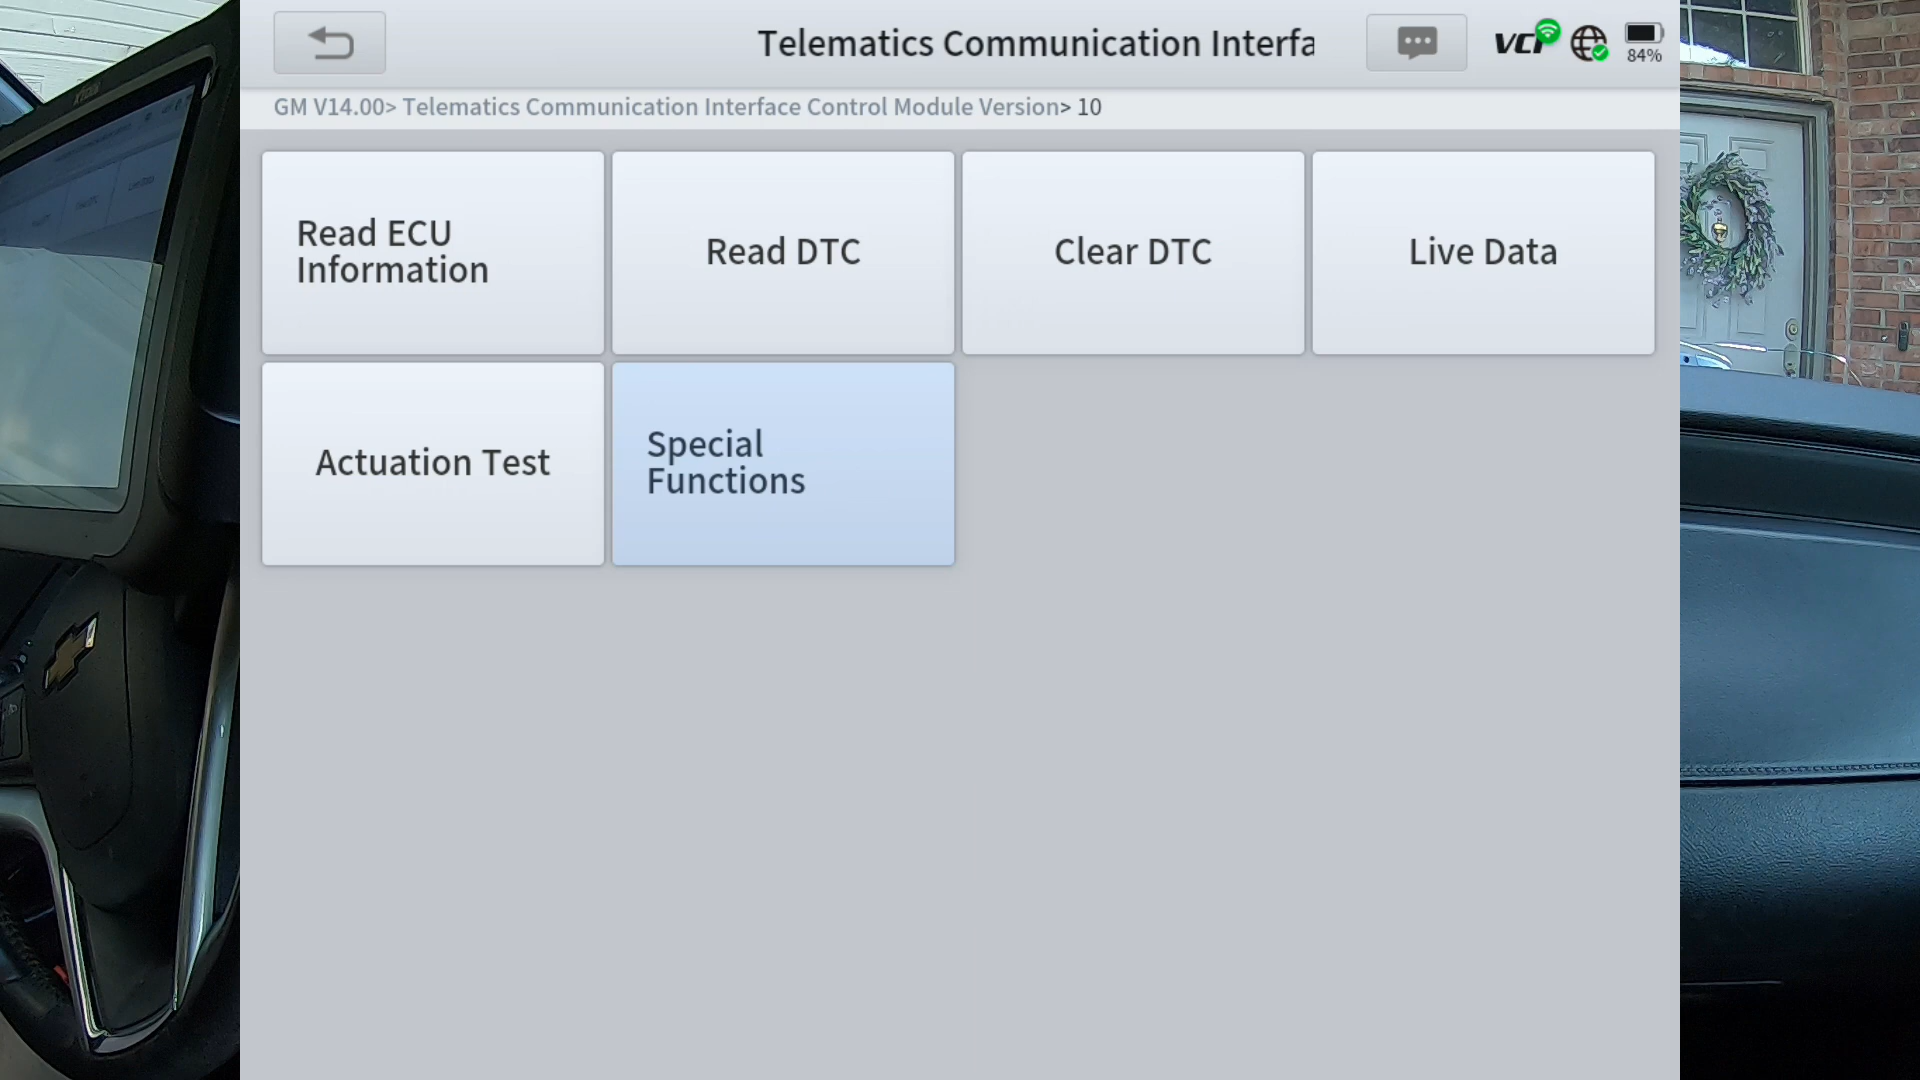 Telematics Communication Interfa
VCI
84%
GM V14.00> Telematics Communication Interface Control Module Version> 10
Read ECU
Information
Read DTC
Clear DTC
Live Data
Actuation Test
Special
Functions